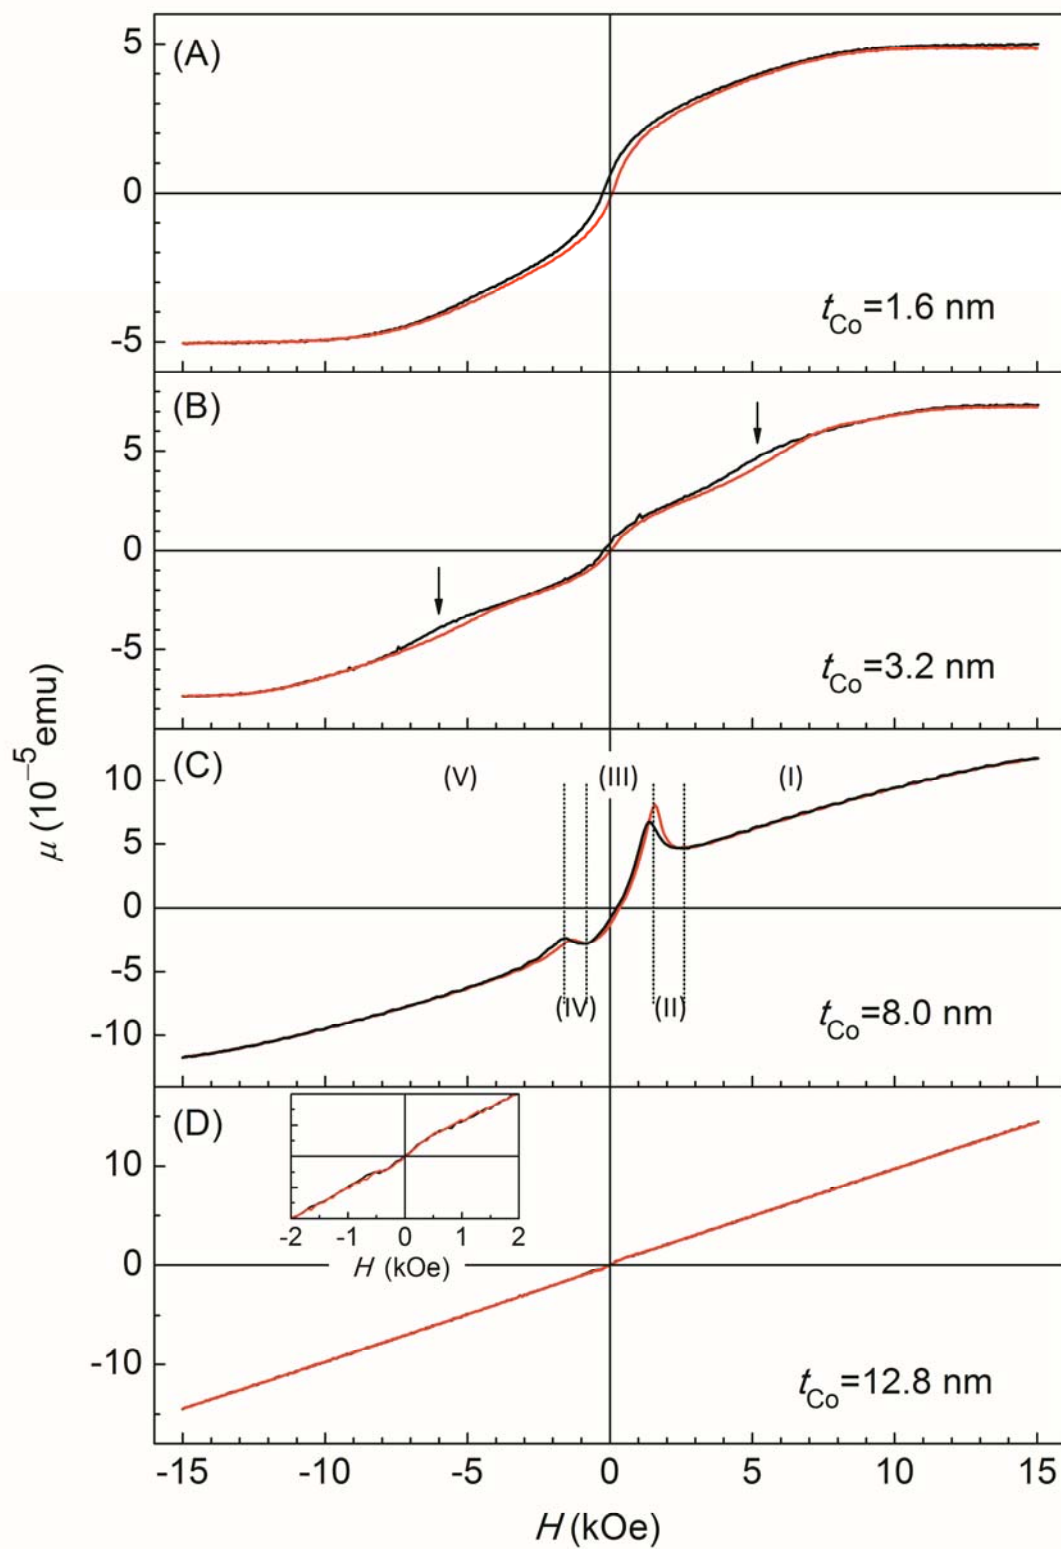 (A)
5
0
-5
t_Co=1.6 nm
(B)
5
0
-5
t_Co=3.2 nm
μ (10⁻⁵ emu)
(C)
(V) (III) (I)
10
5
0
-5
-10
(IV) (II)
t_Co=8.0 nm
(D)
-2 -1 0 1 2
H (kOe)
10
0
-10
t_Co=12.8 nm
-15 -10 -5 0 5 10 15
H (kOe)